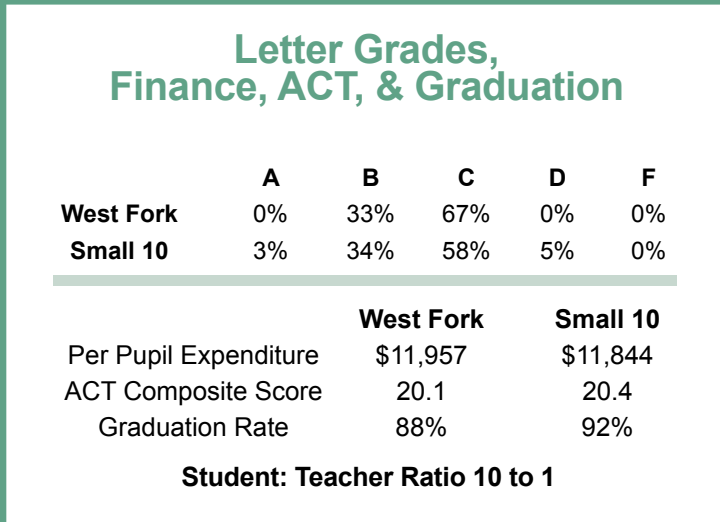 Letter Grades,
Finance, ACT, & Graduation
A B C D F
West Fork 0% 33% 67% 0% 0%
Small 10 3% 34% 58% 5% 0%
West Fork Small 10
Per Pupil Expenditure $11,957 $11,844
ACT Composite Score 20.1 20.4
Graduation Rate 88% 92%
Student: Teacher Ratio 10 to 1